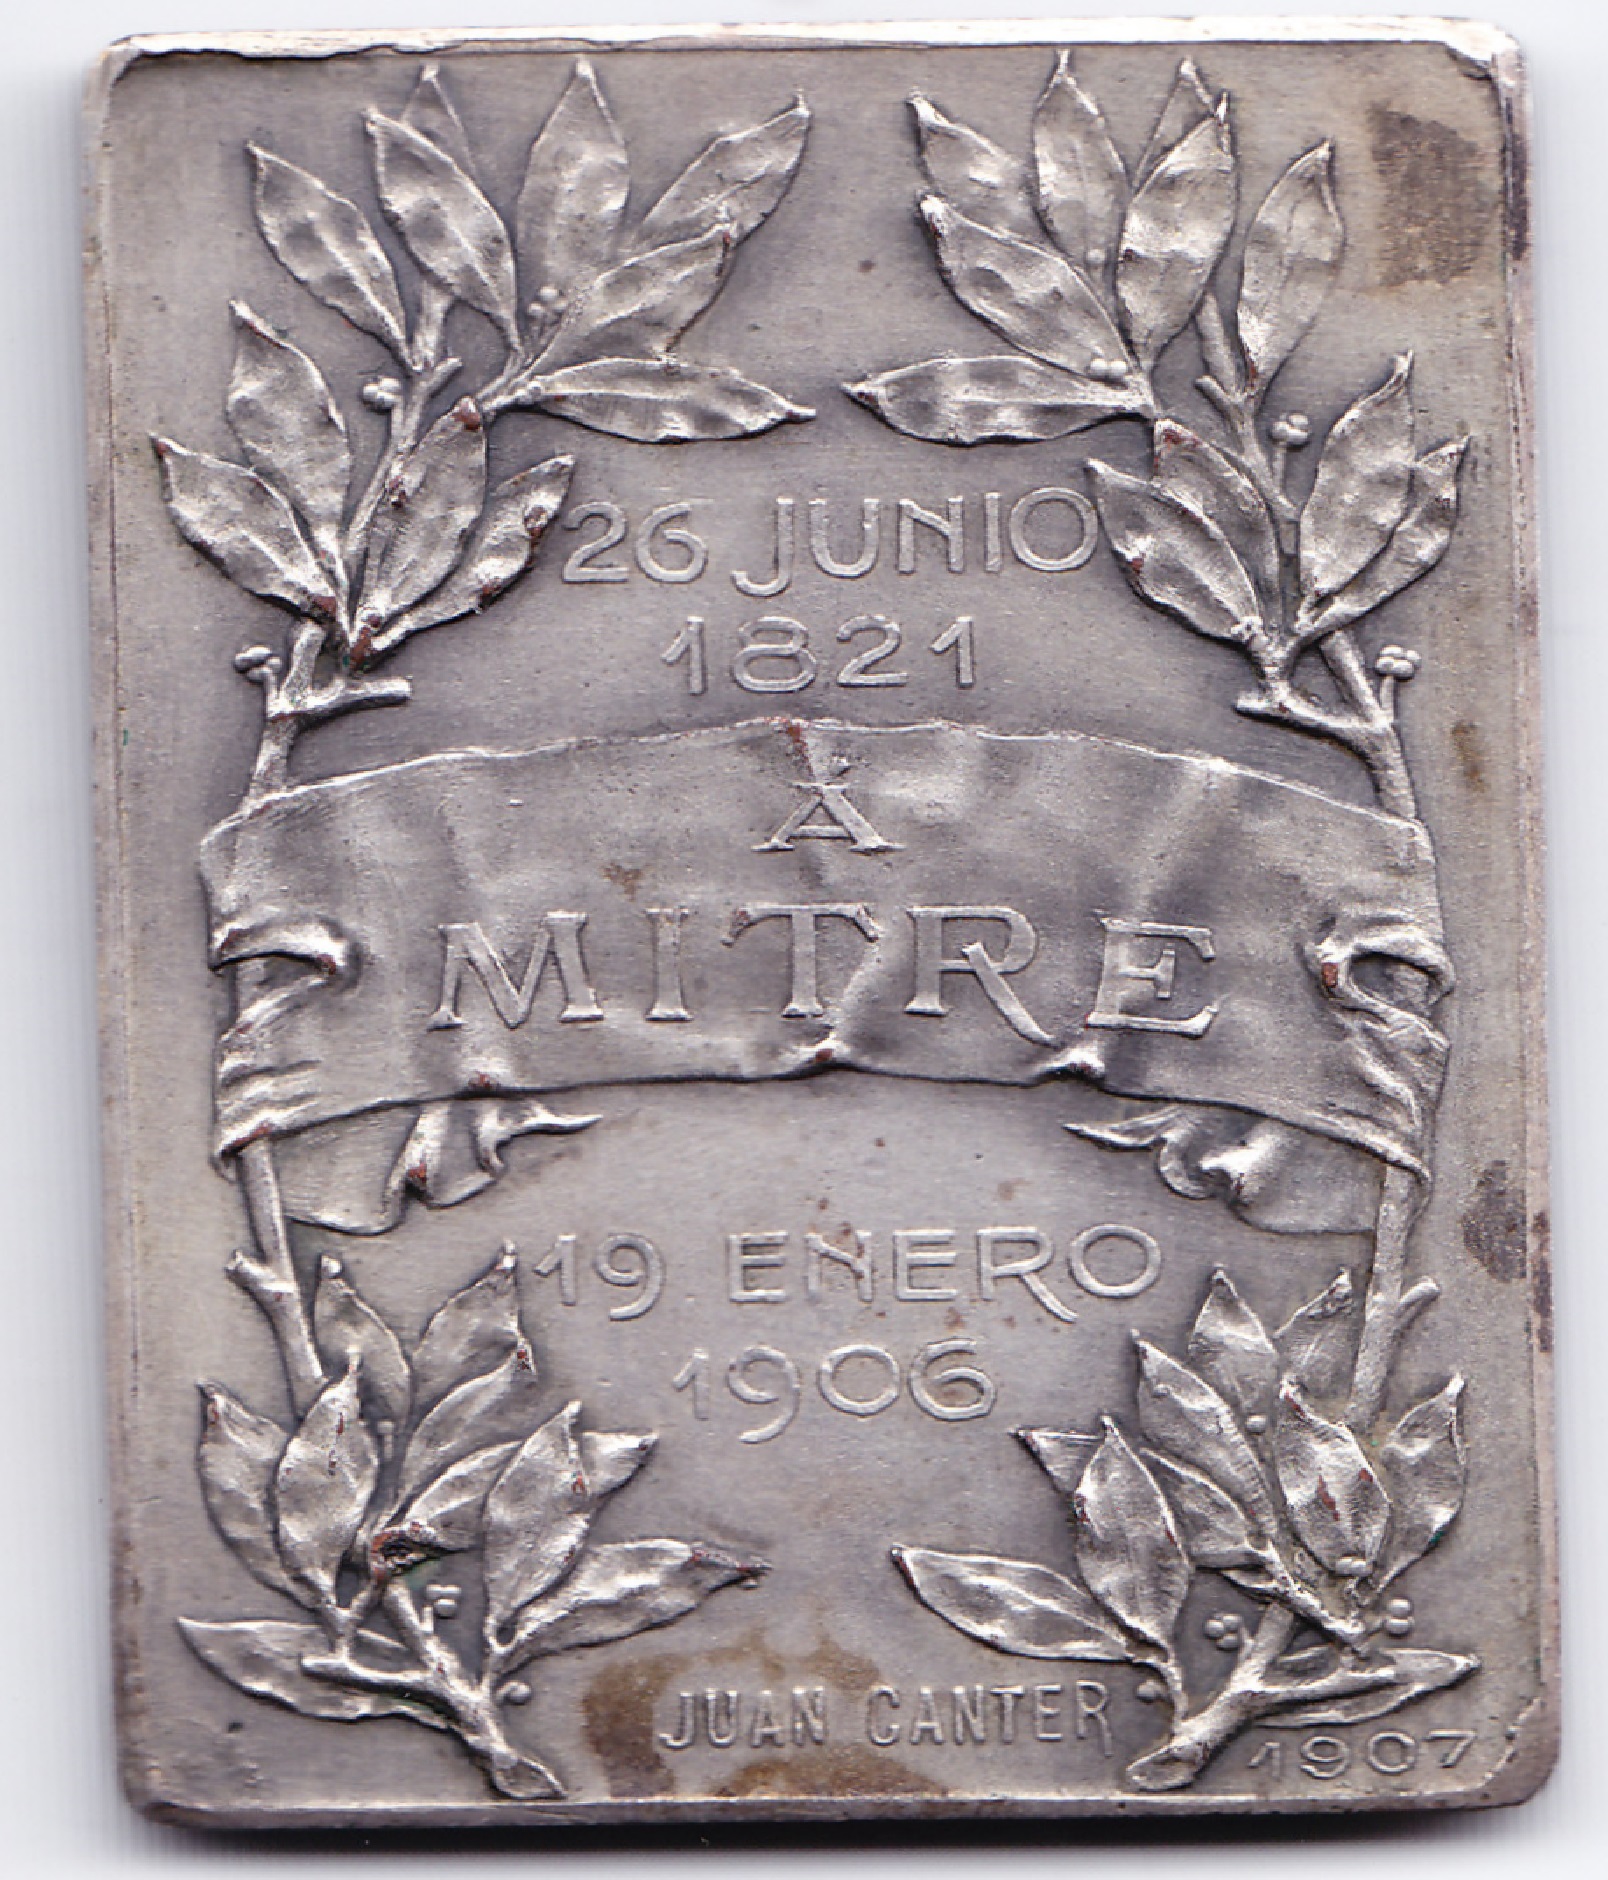 26 JUNIO
1821
Á
MITRE
19 ENERO
1906
JUAN CANTER
1907